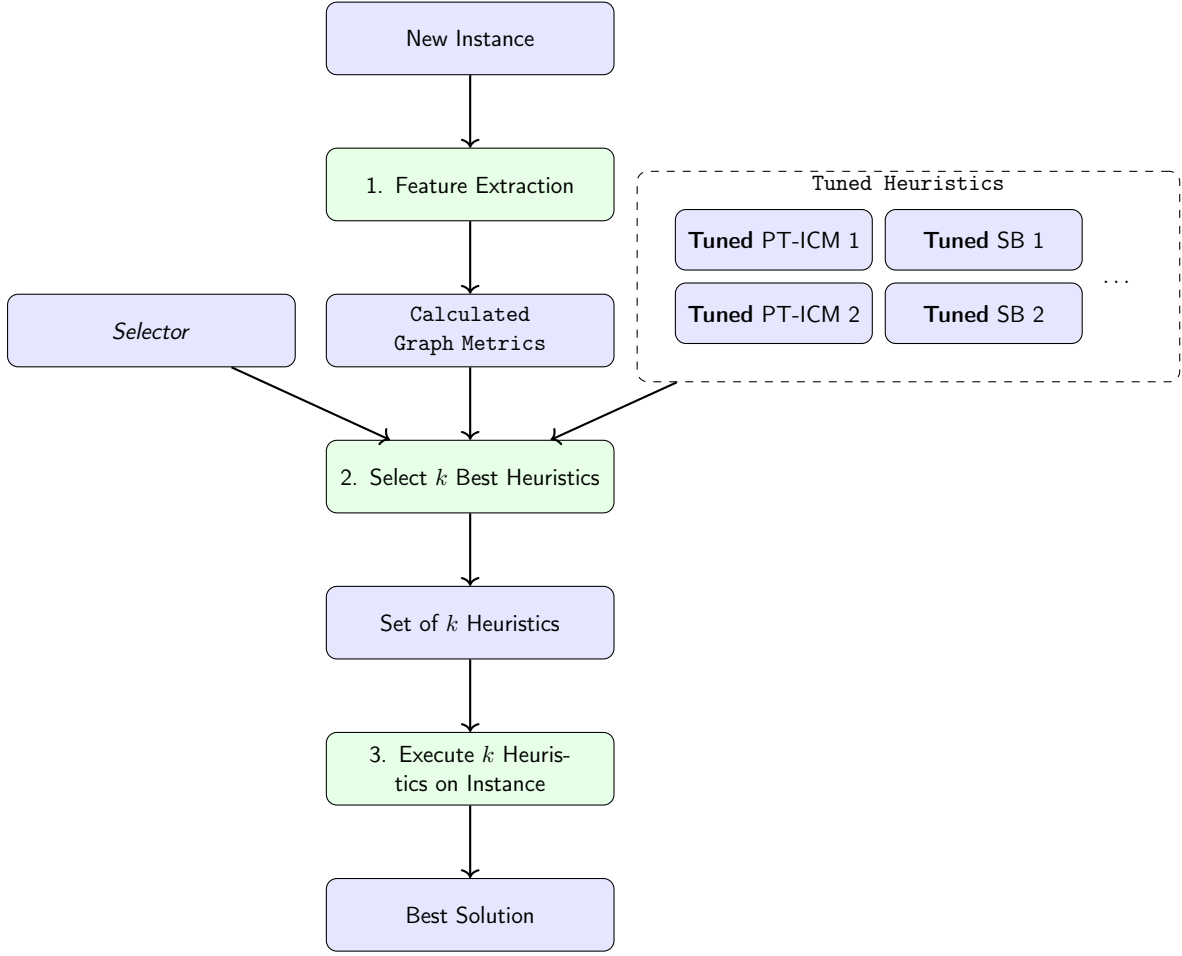 New Instance
1. Feature Extraction
Tuned Heuristics
Tuned PT-ICM 1
Tuned SB 1
...
Tuned PT-ICM 2
Tuned SB 2
Selector
Calculated
Graph Metrics
2. Select k Best Heuristics
Set of k Heuristics
3. Execute k Heuris-
tics on Instance
Best Solution